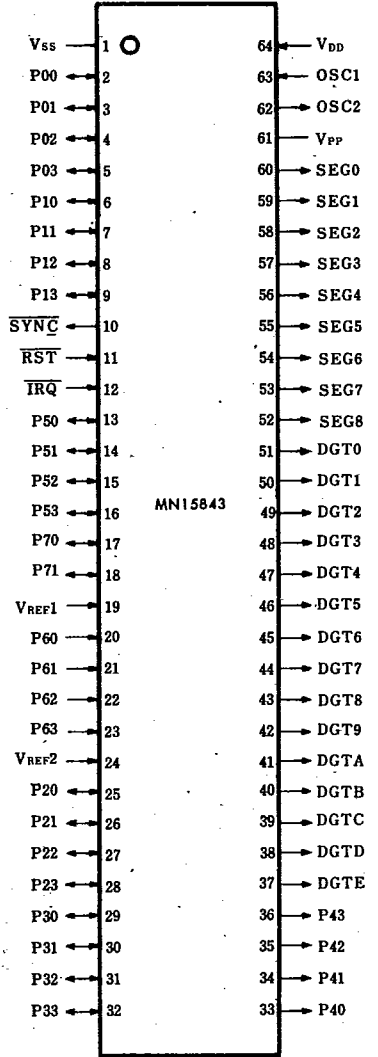 VSS 1 64 VDD
P00 2 63 OSC1
P01 3 62 OSC2
P02 4 61 VPP
P03 5 60 SEG0
P10 6 59 SEG1
P11 7 58 SEG2
P12 8 57 SEG3
P13 9 56 SEG4
SYNC 10 55 SEG5
RST 11 54 SEG6
IRQ 12 53 SEG7
P50 13 52 SEG8
P51 14 51 DGT0
P52 15 50 DGT1
MN15843
P53 16 49 DGT2
P70 17 48 DGT3
P71 18 47 DGT4
VREF1 19 46 DGT5
P60 20 45 DGT6
P61 21 44 DGT7
P62 22 43 DGT8
P63 23 42 DGT9
VREF2 24 41 DGTA
P20 25 40 DGTB
P21 26 39 DGTC
P22 27 38 DGTD
P23 28 37 DGTE
P30 29 36 P43
P31 30 35 P42
P32 31 34 P41
P33 32 33 P40